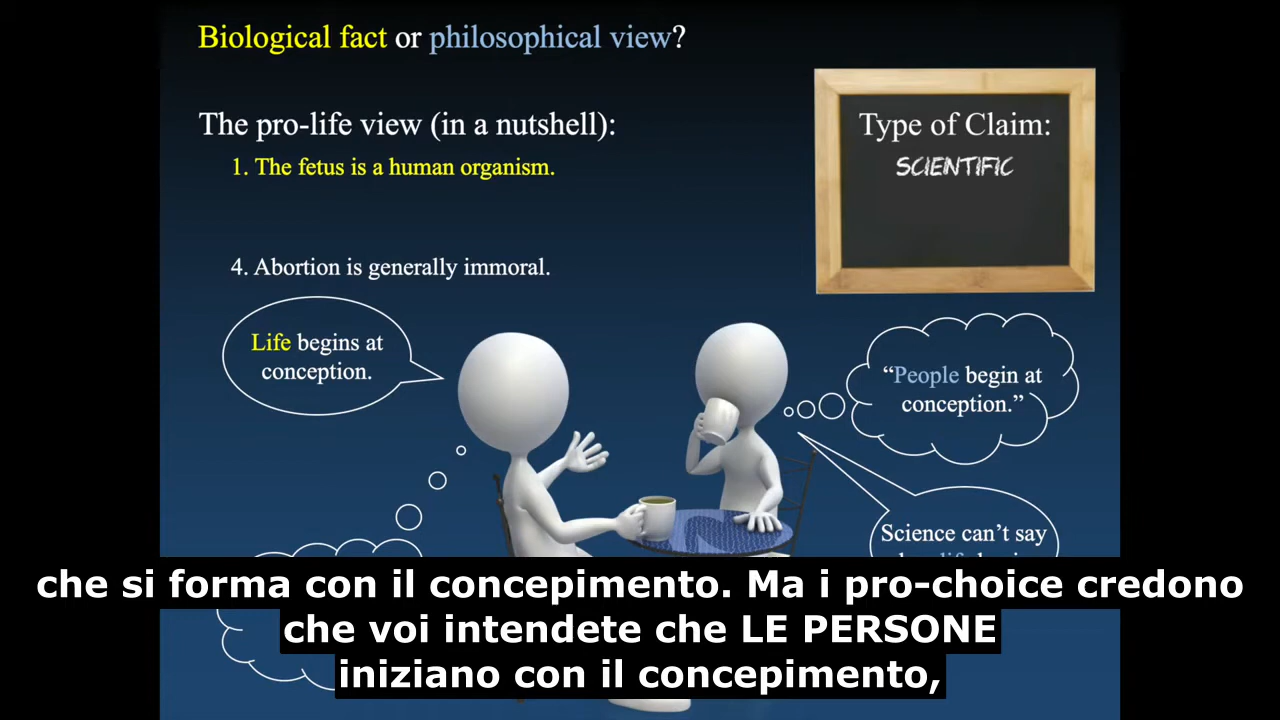 Biological fact or philosophical view?
The pro-life view (in a nutshell):
1. The fetus is a human organism.
4. Abortion is generally immoral.
Type of Claim:
SCIENTIFIC
Life begins at
conception.
“People begin at
conception.”
Science can’t say
che si forma con il concepimento. Ma i pro-choice credono
che voi intendete che LE PERSONE
iniziano con il concepimento,